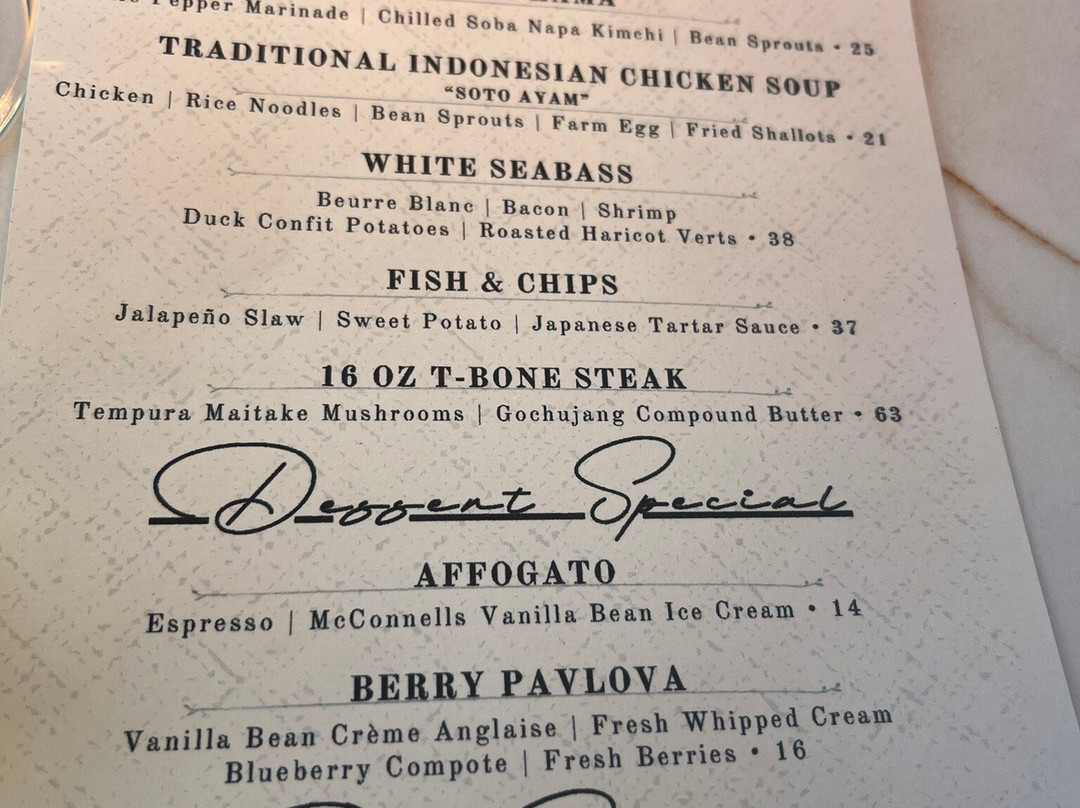 Pepper Marinade | Chilled Soba Napa Kimchi | Bean Sprouts • 25
TRADITIONAL INDONESIAN CHICKEN SOUP
“SOTO AYAM”
Chicken | Rice Noodles | Bean Sprouts | Farm Egg | Fried Shallots • 21
WHITE SEABASS
Beurre Blanc | Bacon | Shrimp
Duck Confit Potatoes | Roasted Haricot Verts • 38
FISH & CHIPS
Jalapeño Slaw | Sweet Potato | Japanese Tartar Sauce • 37
16 OZ T-BONE STEAK
Tempura Maitake Mushrooms | Gochujang Compound Butter • 63
Dessert Special
AFFOGATO
Espresso | McConnells Vanilla Bean Ice Cream • 14
BERRY PAVLOVA
Vanilla Bean Crème Anglaise | Fresh Whipped Cream
Blueberry Compote | Fresh Berries • 16